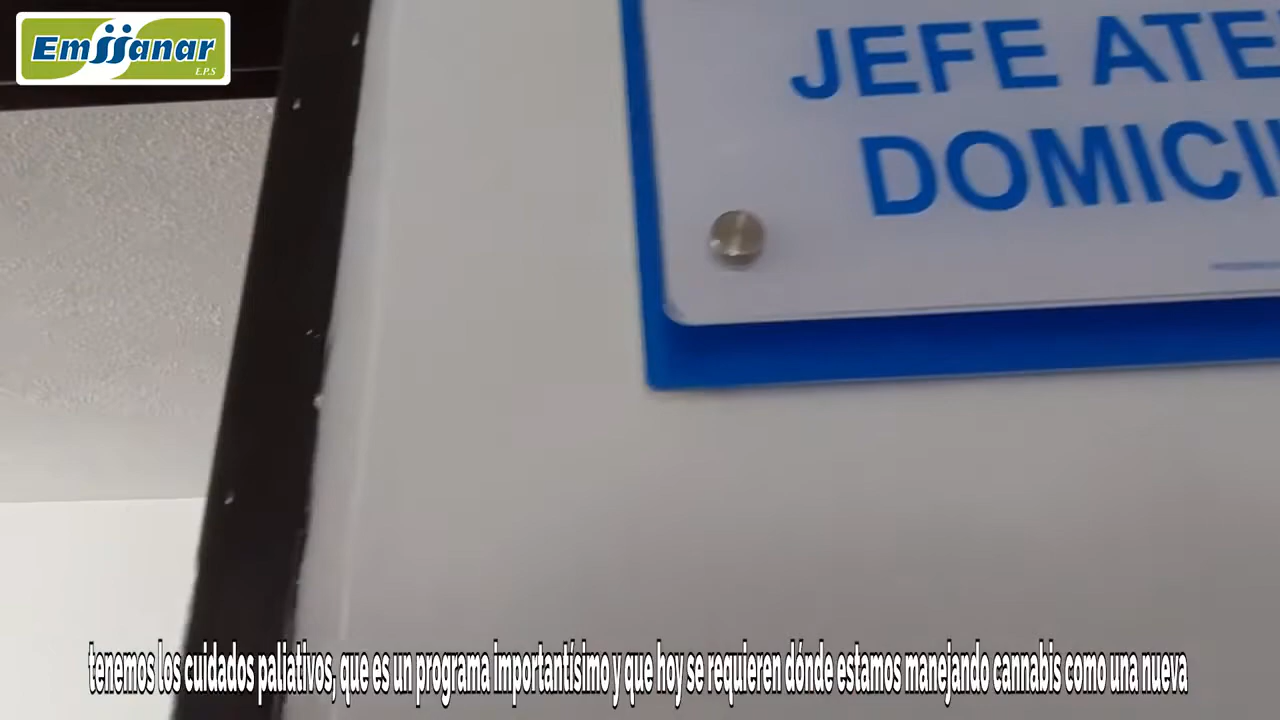 Emssanar
E.P.S
JEFE ATE
DOMICI
tenemos los cuidados paliativos, que es un programa importantísimo y que hoy se requieren dónde estamos manejando cannabis como una nueva